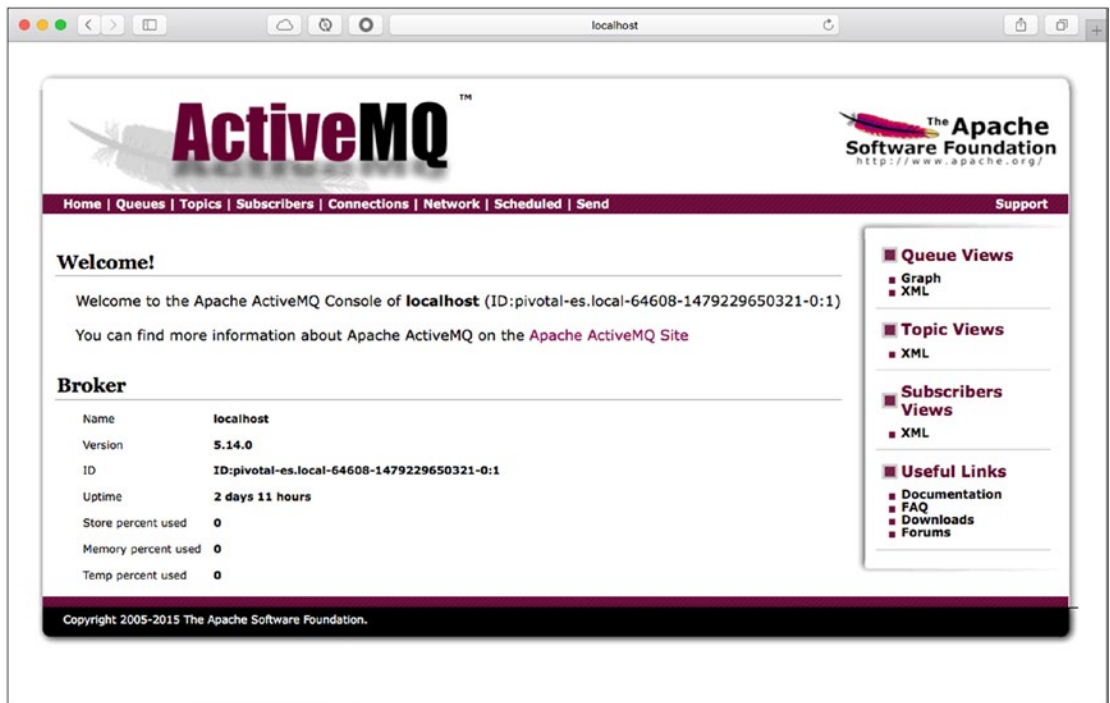 localhost
ActiveMQ ™
The Apache
Software Foundation
http://www.apache.org/
Home | Queues | Topics | Subscribers | Connections | Network | Scheduled | Send
Support
Welcome!
Welcome to the Apache ActiveMQ Console of localhost (ID:pivotal-es.local-64608-1479229650321-0:1)
You can find more information about Apache ActiveMQ on the Apache ActiveMQ Site
Broker
Name localhost
Version 5.14.0
ID ID:pivotal-es.local-64608-1479229650321-0:1
Uptime 2 days 11 hours
Store percent used 0
Memory percent used 0
Temp percent used 0
Queue Views
Graph
XML
Topic Views
XML
Subscribers
Views
XML
Useful Links
Documentation
FAQ
Downloads
Forums
Copyright 2005-2015 The Apache Software Foundation.